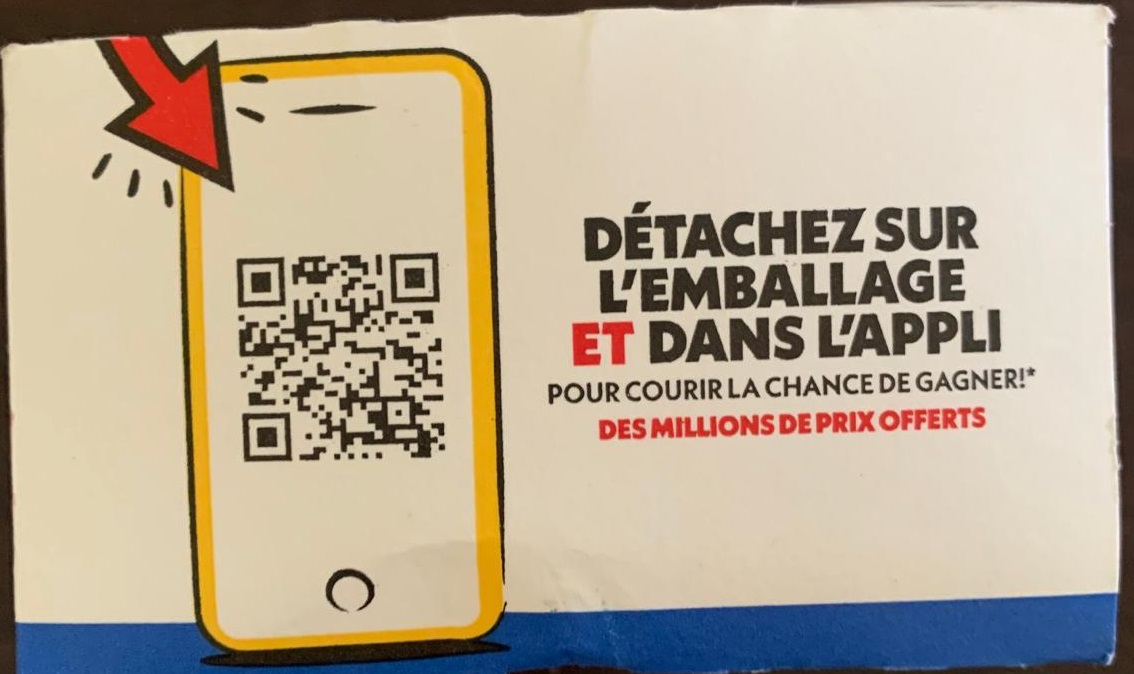 DÉTACHEZ SUR
L'EMBALLAGE
ET DANS L'APPLI
POUR COURIR LA CHANCE DE GAGNER!*
DES MILLIONS DE PRIX OFFERTS